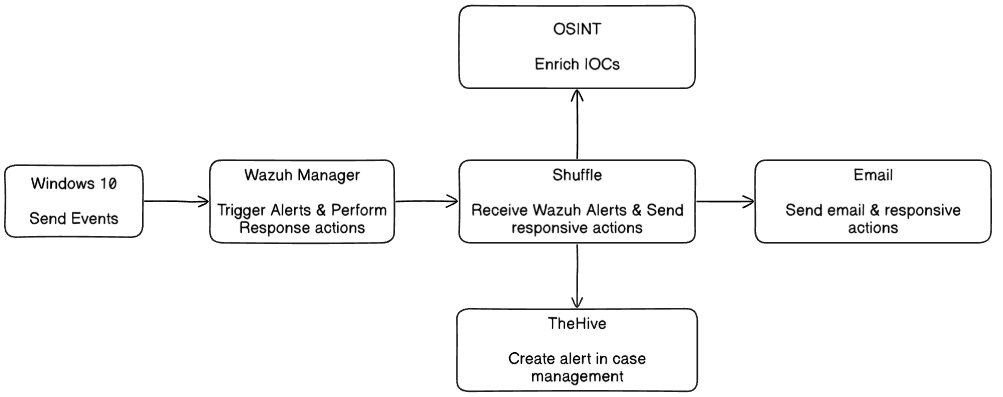 OSINT
Enrich IOCs
Windows 10
Send Events
Wazuh Manager
Trigger Alerts & Perform
Response actions
Shuffle
Receive Wazuh Alerts & Send
responsive actions
Email
Send email & responsive
actions
TheHive
Create alert in case
management